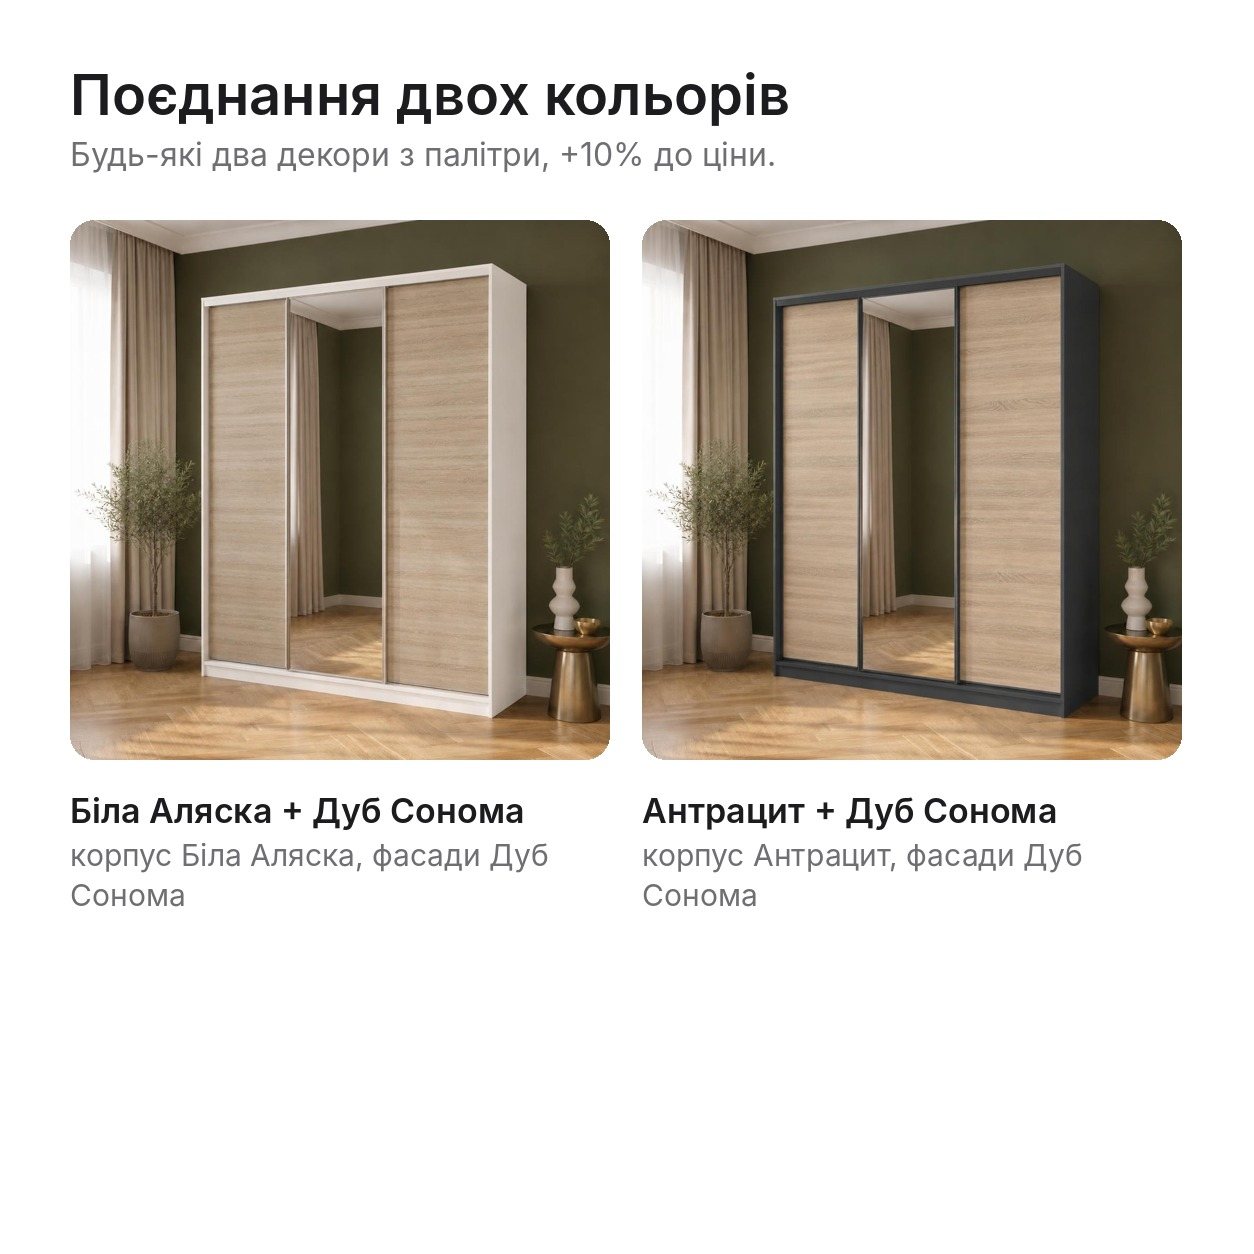 Поєднання двох кольорів
Будь-які два декори з палітри, +10% до ціни.
Біла Аляска + Дуб Сонома
корпус Біла Аляска, фасади Дуб
Сонома
Антрацит + Дуб Сонома
корпус Антрацит, фасади Дуб
Сонома